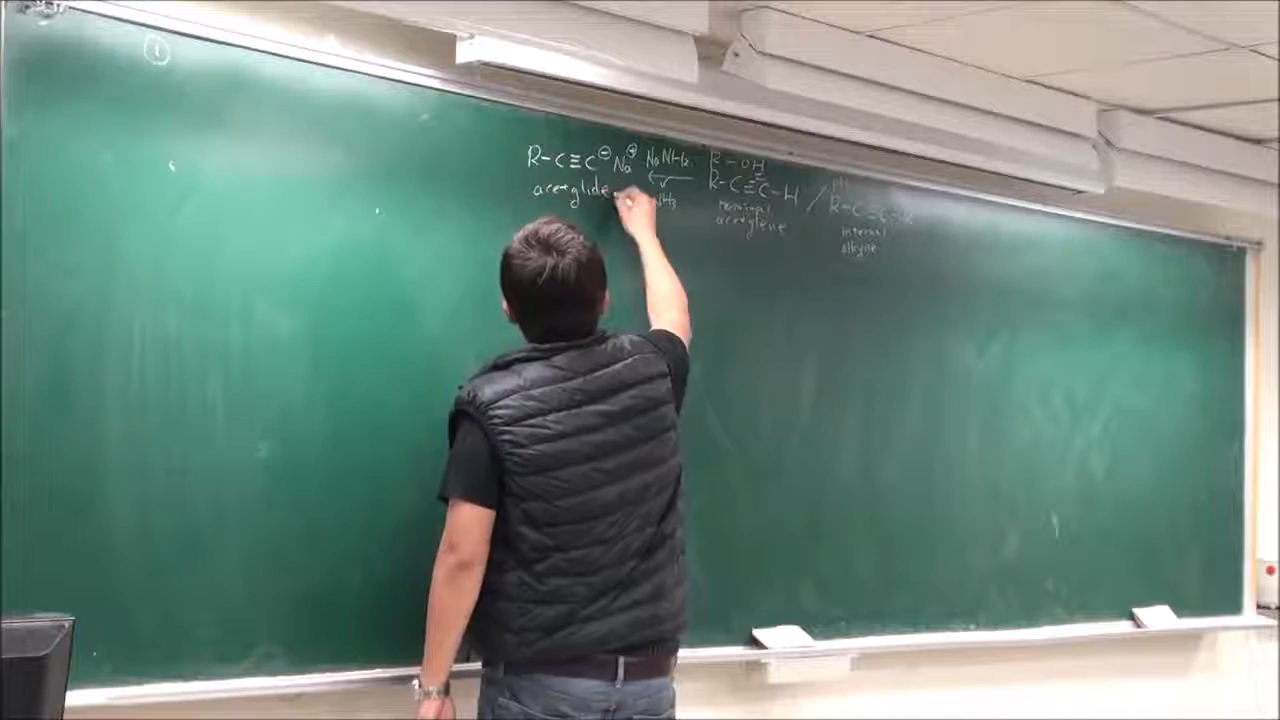 ①
R-C≡C⊖ Na⊕
acetylide
NaNH₂
NH₃
R-OH
R-C≡C-H /
terminal
acetylene
R-C≡C-R
internal
alkyne